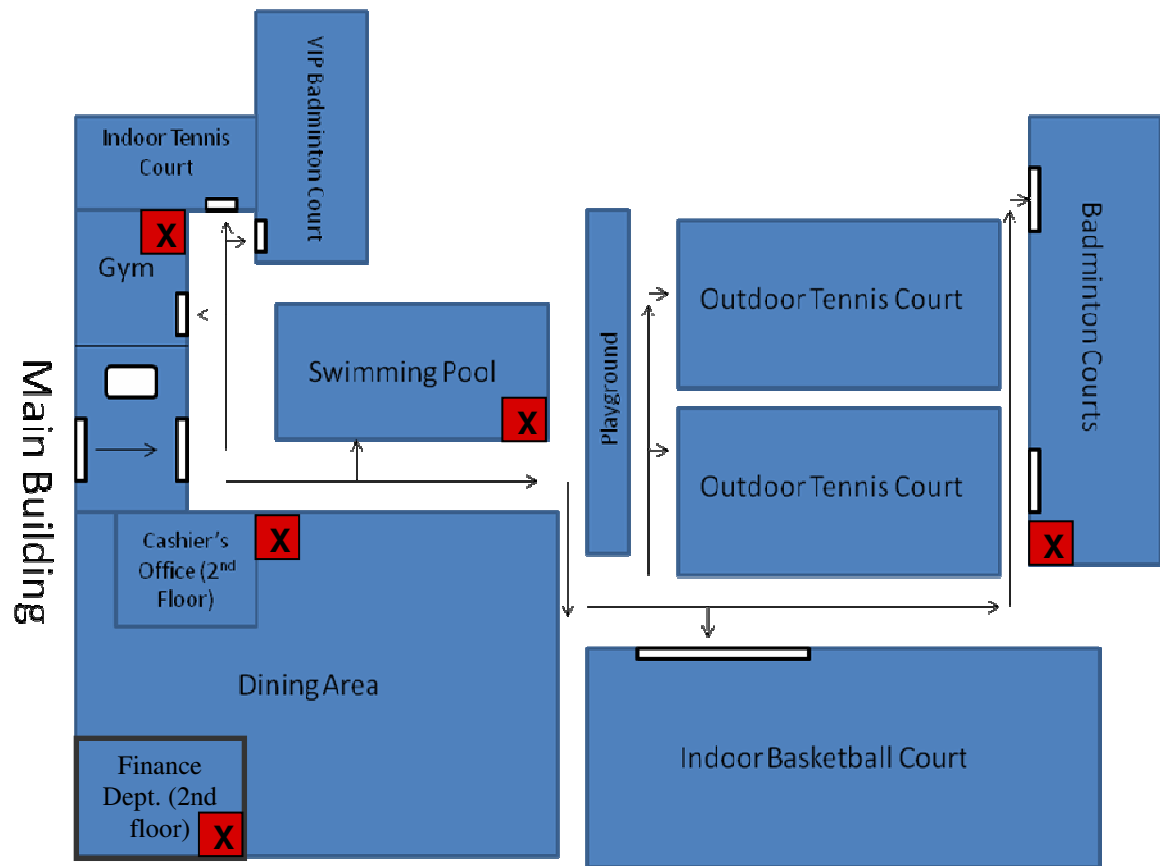 VIP Badminton Court
Indoor Tennis
Court
X
Gym
Swimming Pool
X
Main Building
Playground
Outdoor Tennis Court
Outdoor Tennis Court
Badminton Courts
X
Cashier's
Office (2nd
Floor)
X
Dining Area
Finance
Dept. (2nd
floor)
X
Indoor Basketball Court